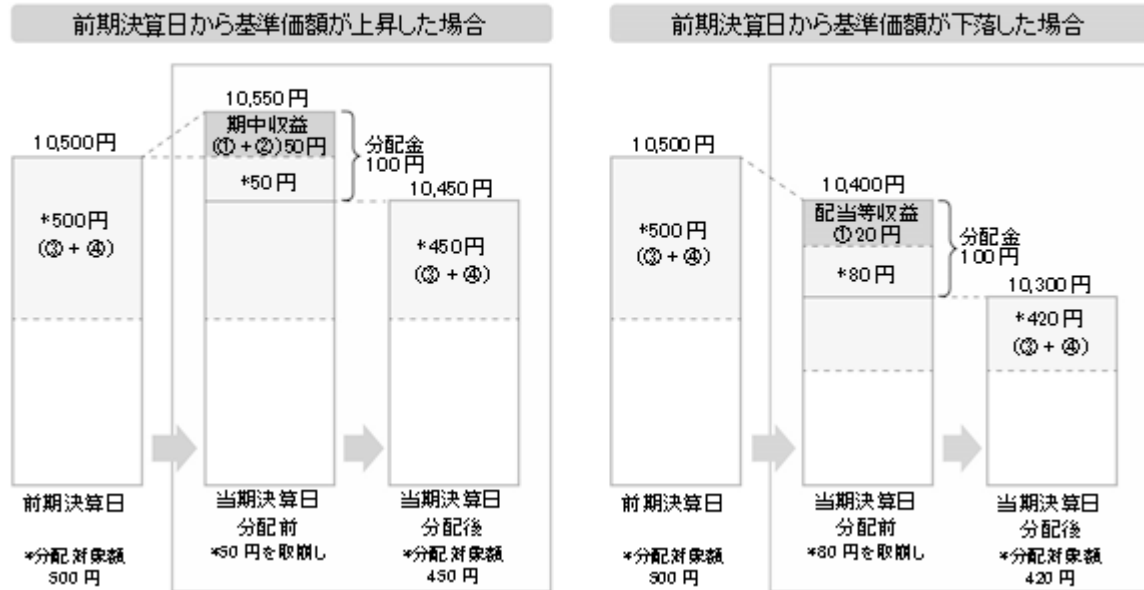 前期決算日から基準価額が上昇した場合
10,500円
*500円
(③ + ④)
10,550円
期中収益
(① + ②)50円
*50円
分配金
100円
10,450円
*450円
(③ + ④)
前期決算日
*分配対象額
500円
当期決算日
分配前
*50円を取崩し
当期決算日
分配後
*分配対象額
450円
前期決算日から基準価額が下落した場合
10,500円
*500円
(③ + ④)
10,400円
配当等収益
①20円
*80円
分配金
100円
10,300円
*420円
(③ + ④)
前期決算日
*分配対象額
500円
当期決算日
分配前
*80円を取崩し
当期決算日
分配後
*分配対象額
420円